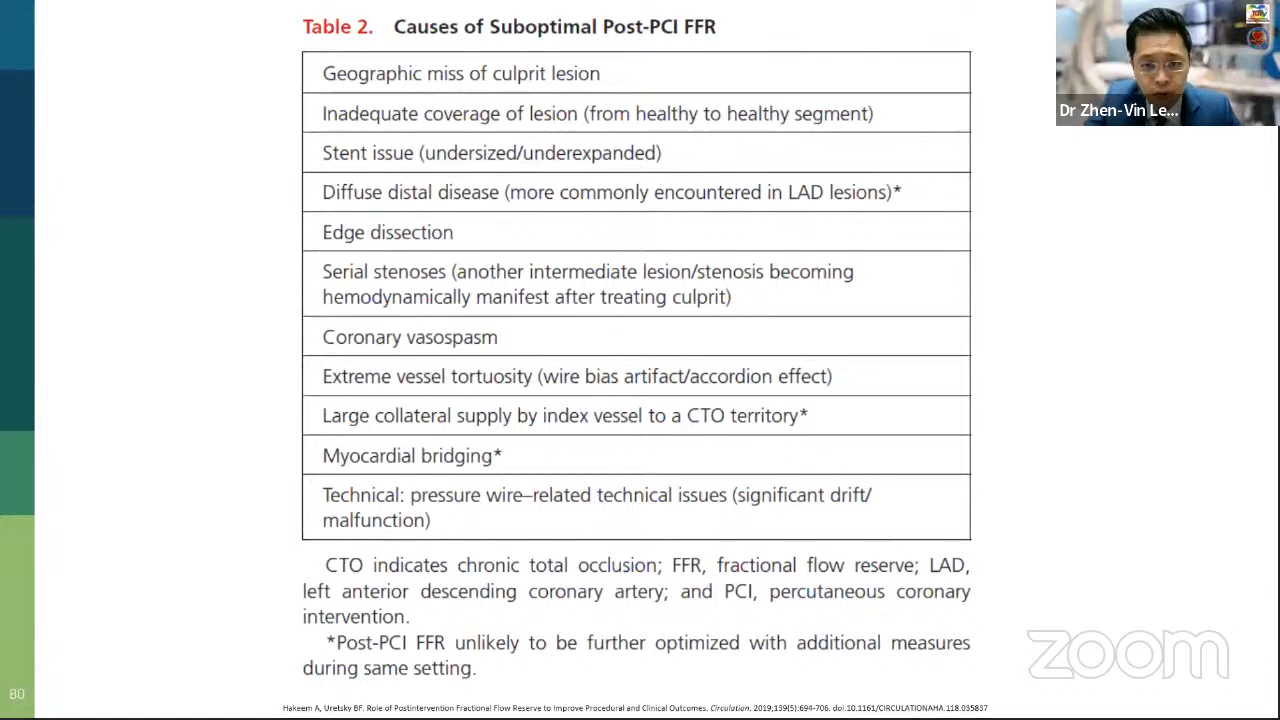 Table 2. Causes of Suboptimal Post-PCI FFR
Geographic miss of culprit lesion
Inadequate coverage of lesion (from healthy to healthy segment)
Stent issue (undersized/underexpanded)
Diffuse distal disease (more commonly encountered in LAD lesions)*
Edge dissection
Serial stenoses (another intermediate lesion/stenosis becoming
hemodynamically manifest after treating culprit)
Coronary vasospasm
Extreme vessel tortuosity (wire bias artifact/accordion effect)
Large collateral supply by index vessel to a CTO territory*
Myocardial bridging*
Technical: pressure wire–related technical issues (significant drift/
malfunction)
CTO indicates chronic total occlusion; FFR, fractional flow reserve; LAD,
left anterior descending coronary artery; and PCI, percutaneous coronary
intervention.
*Post-PCI FFR unlikely to be further optimized with additional measures
during same setting.
Hakeem A, Uretsky BF. Role of Postintervention Fractional Flow Reserve to Improve Procedural and Clinical Outcomes. Circulation. 2019;139(5):694-706. doi:10.1161/CIRCULATIONAHA.118.035837
80
Dr Zhen-Vin Le...
zoom